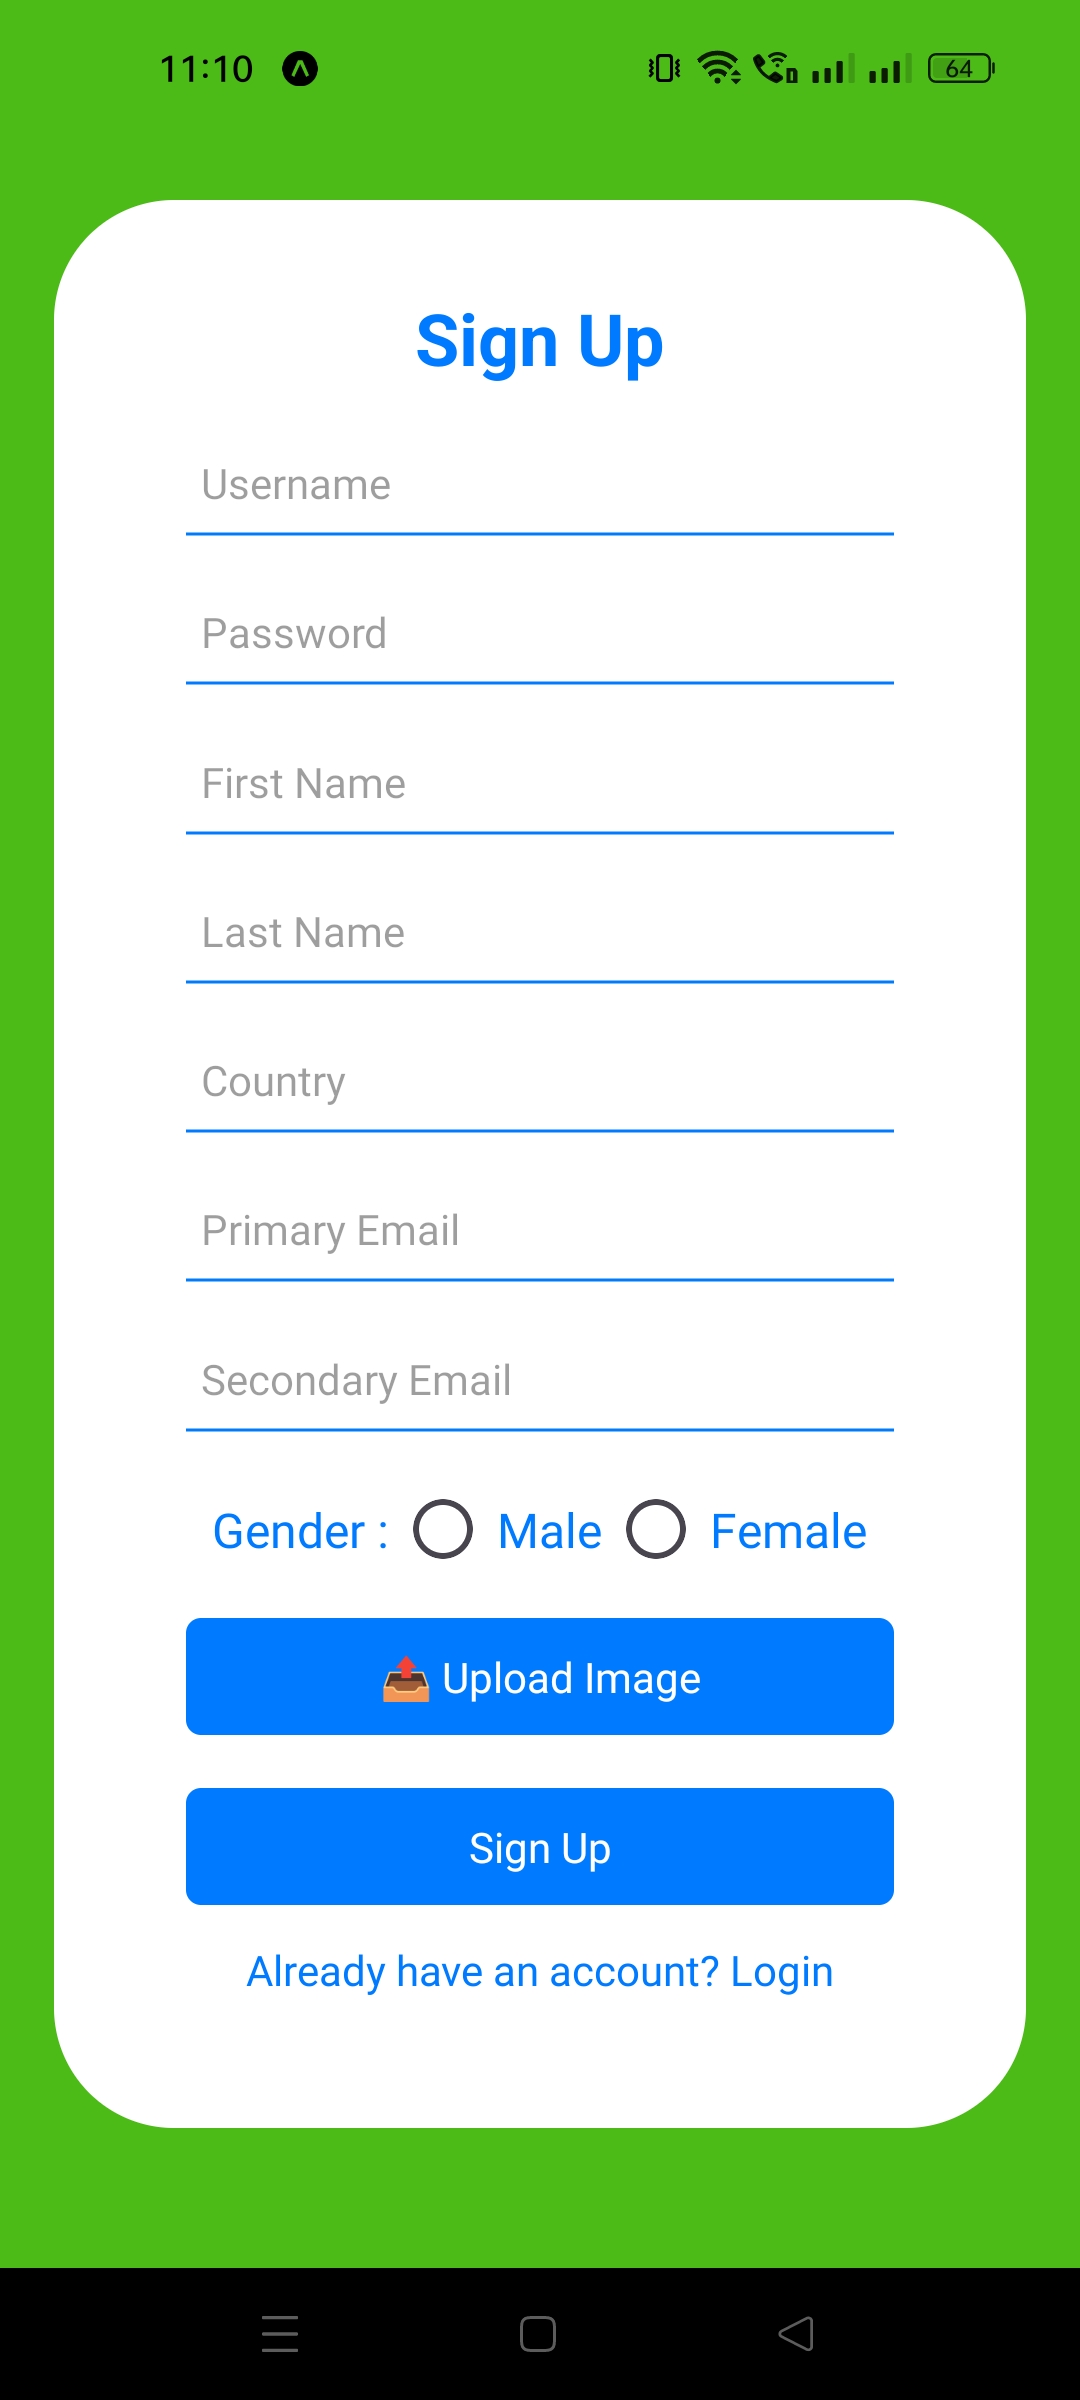 11:10 64
Sign Up
Username
Password
First Name
Last Name
Country
Primary Email
Secondary Email
Gender : Male Female
📤 Upload Image
Sign Up
Already have an account? Login